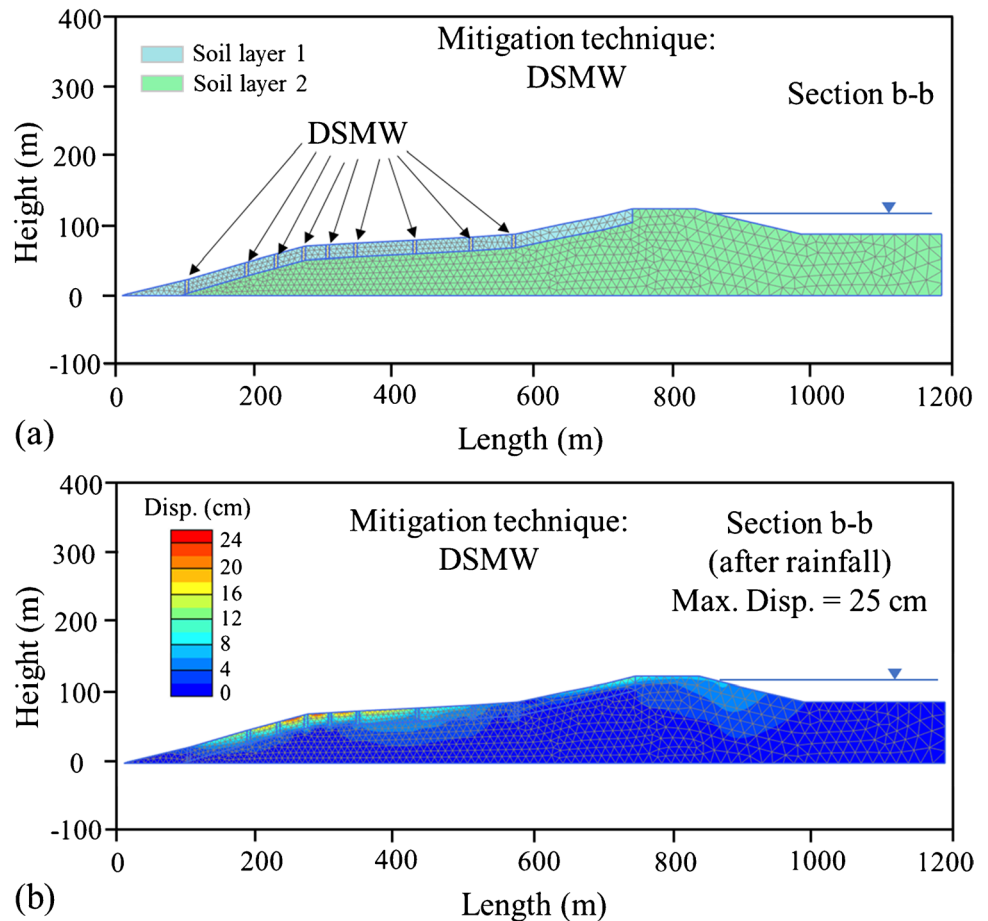 400
300
200
100
0
-100
Height (m)
Soil layer 1
Soil layer 2
Mitigation technique:
DSMW
Section b-b
DSMW
0
200
400
600
800
1000
1200
Length (m)
(a)
400
300
200
100
0
-100
Height (m)
Disp. (cm)
24
20
16
12
8
4
0
Mitigation technique:
DSMW
Section b-b
(after rainfall)
Max. Disp. = 25 cm
0
200
400
600
800
1000
1200
Length (m)
(b)